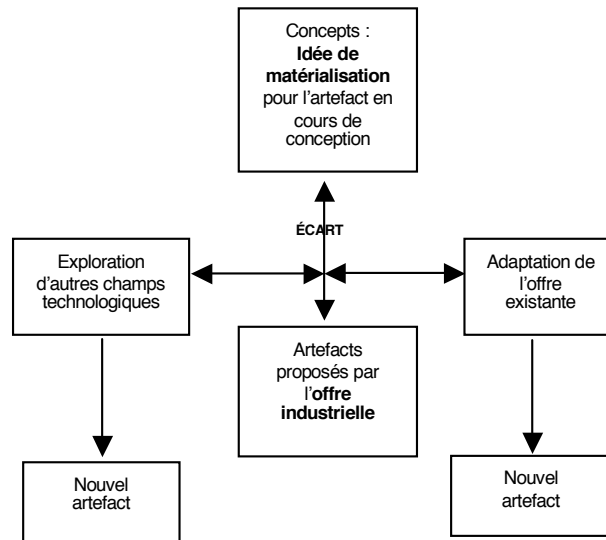 Concepts :
Idée de
matérialisation
pour l'artefact en
cours de
conception
ÉCART
Exploration
d'autres champs
technologiques
Adaptation de
l'offre
existante
Artefacts
proposés par
l'offre
industrielle
Nouvel
artefact
Nouvel
artefact